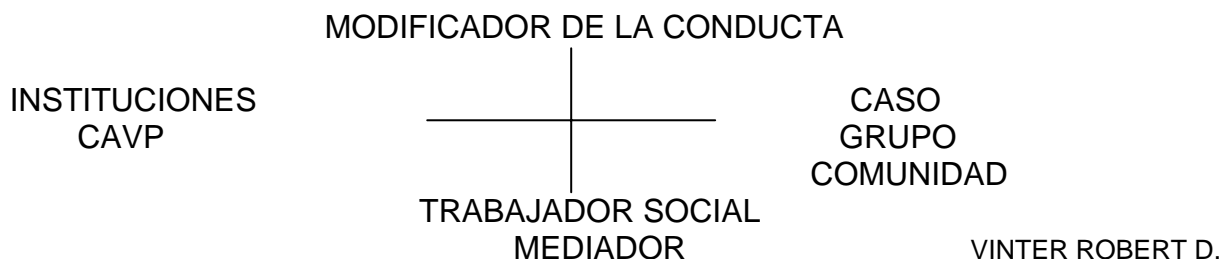 MODIFICADOR DE LA CONDUCTA
INSTITUCIONES CASO
CAVP GRUPO
COMUNIDAD
TRABAJADOR SOCIAL
MEDIADOR VINTER ROBERT D.